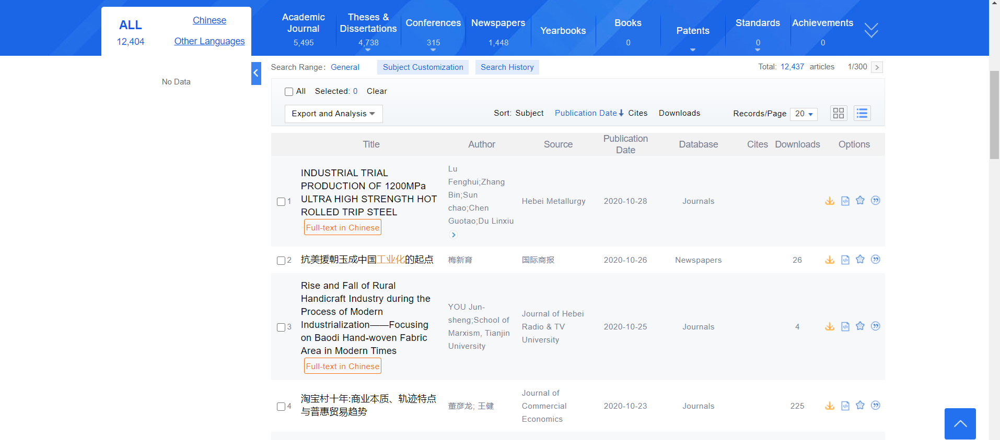 ALL
12,404
Chinese
Other Languages
Academic
Journal
5,495
Theses &
Dissertations
4,738
Conferences
315
Newspapers
1,448
Yearbooks
Books
0
Patents
Standards
0
Achievements
0
No Data
Search Range: General
Subject Customization
Search History
Total: 12,437 articles
1/300
All
Selected: 0
Clear
Export and Analysis
Sort: Subject Publication Date Cites Downloads
Records/Page 20
Title
Author
Source
Publication
Date
Database
Cites
Downloads
Options
1
INDUSTRIAL TRIAL
PRODUCTION OF 1200MPa
ULTRA HIGH STRENGTH HOT
ROLLED TRIP STEEL
Full-text in Chinese
Lu
Fenghui;Zhang
Bin;Sun
chao;Chen
Guotao;Du Linxiu
Hebei Metallurgy
2020-10-28
Journals
2
抗美援朝玉成中国工业化的起点
梅新育
国际商报
2020-10-26
Newspapers
26
3
Rise and Fall of Rural
Handicraft Industry during the
Process of Modern
Industrialization——Focusing
on Baodi Hand-woven Fabric
Area in Modern Times
Full-text in Chinese
YOU Jun-
sheng;School of
Marxism, Tianjin
University
Journal of Hebei
Radio & TV
University
2020-10-25
Journals
4
4
淘宝村十年:商业本质、轨迹特点
与普惠贸易趋势
董彦龙; 王健
Journal of
Commercial
Economics
2020-10-23
Journals
225